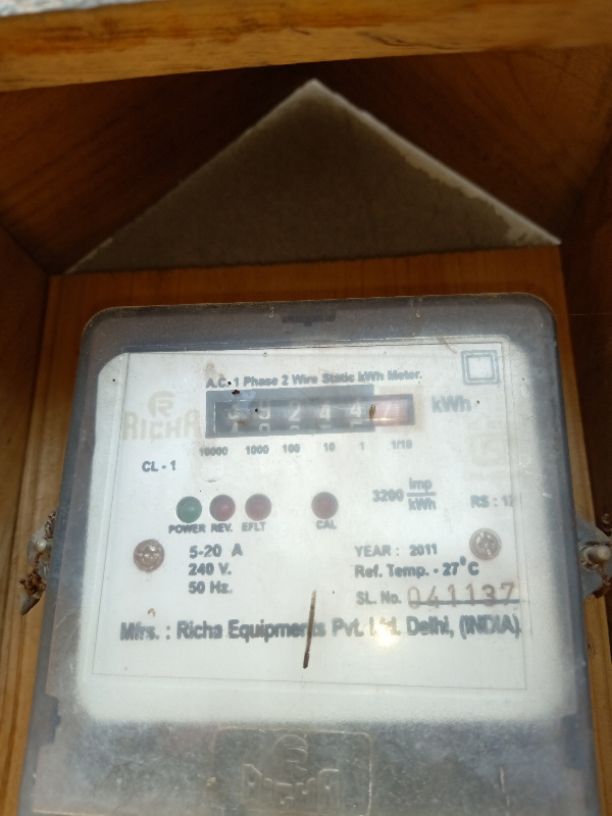 A.C. 1 Phase 2 Wire Static kWh Meter.
RICHA
kWh
10000 1000 100 10 1 1/10
CL - 1
3200 Imp/kWh
POWER REV. EFLT CAL
5-20 A
240 V.
50 Hz.
YEAR : 2011
Ref. Temp. - 27°C
SL. No. 041137
Mfrs. : Richa Equipments Pvt. Ltd. Delhi, (INDIA).
RICHA